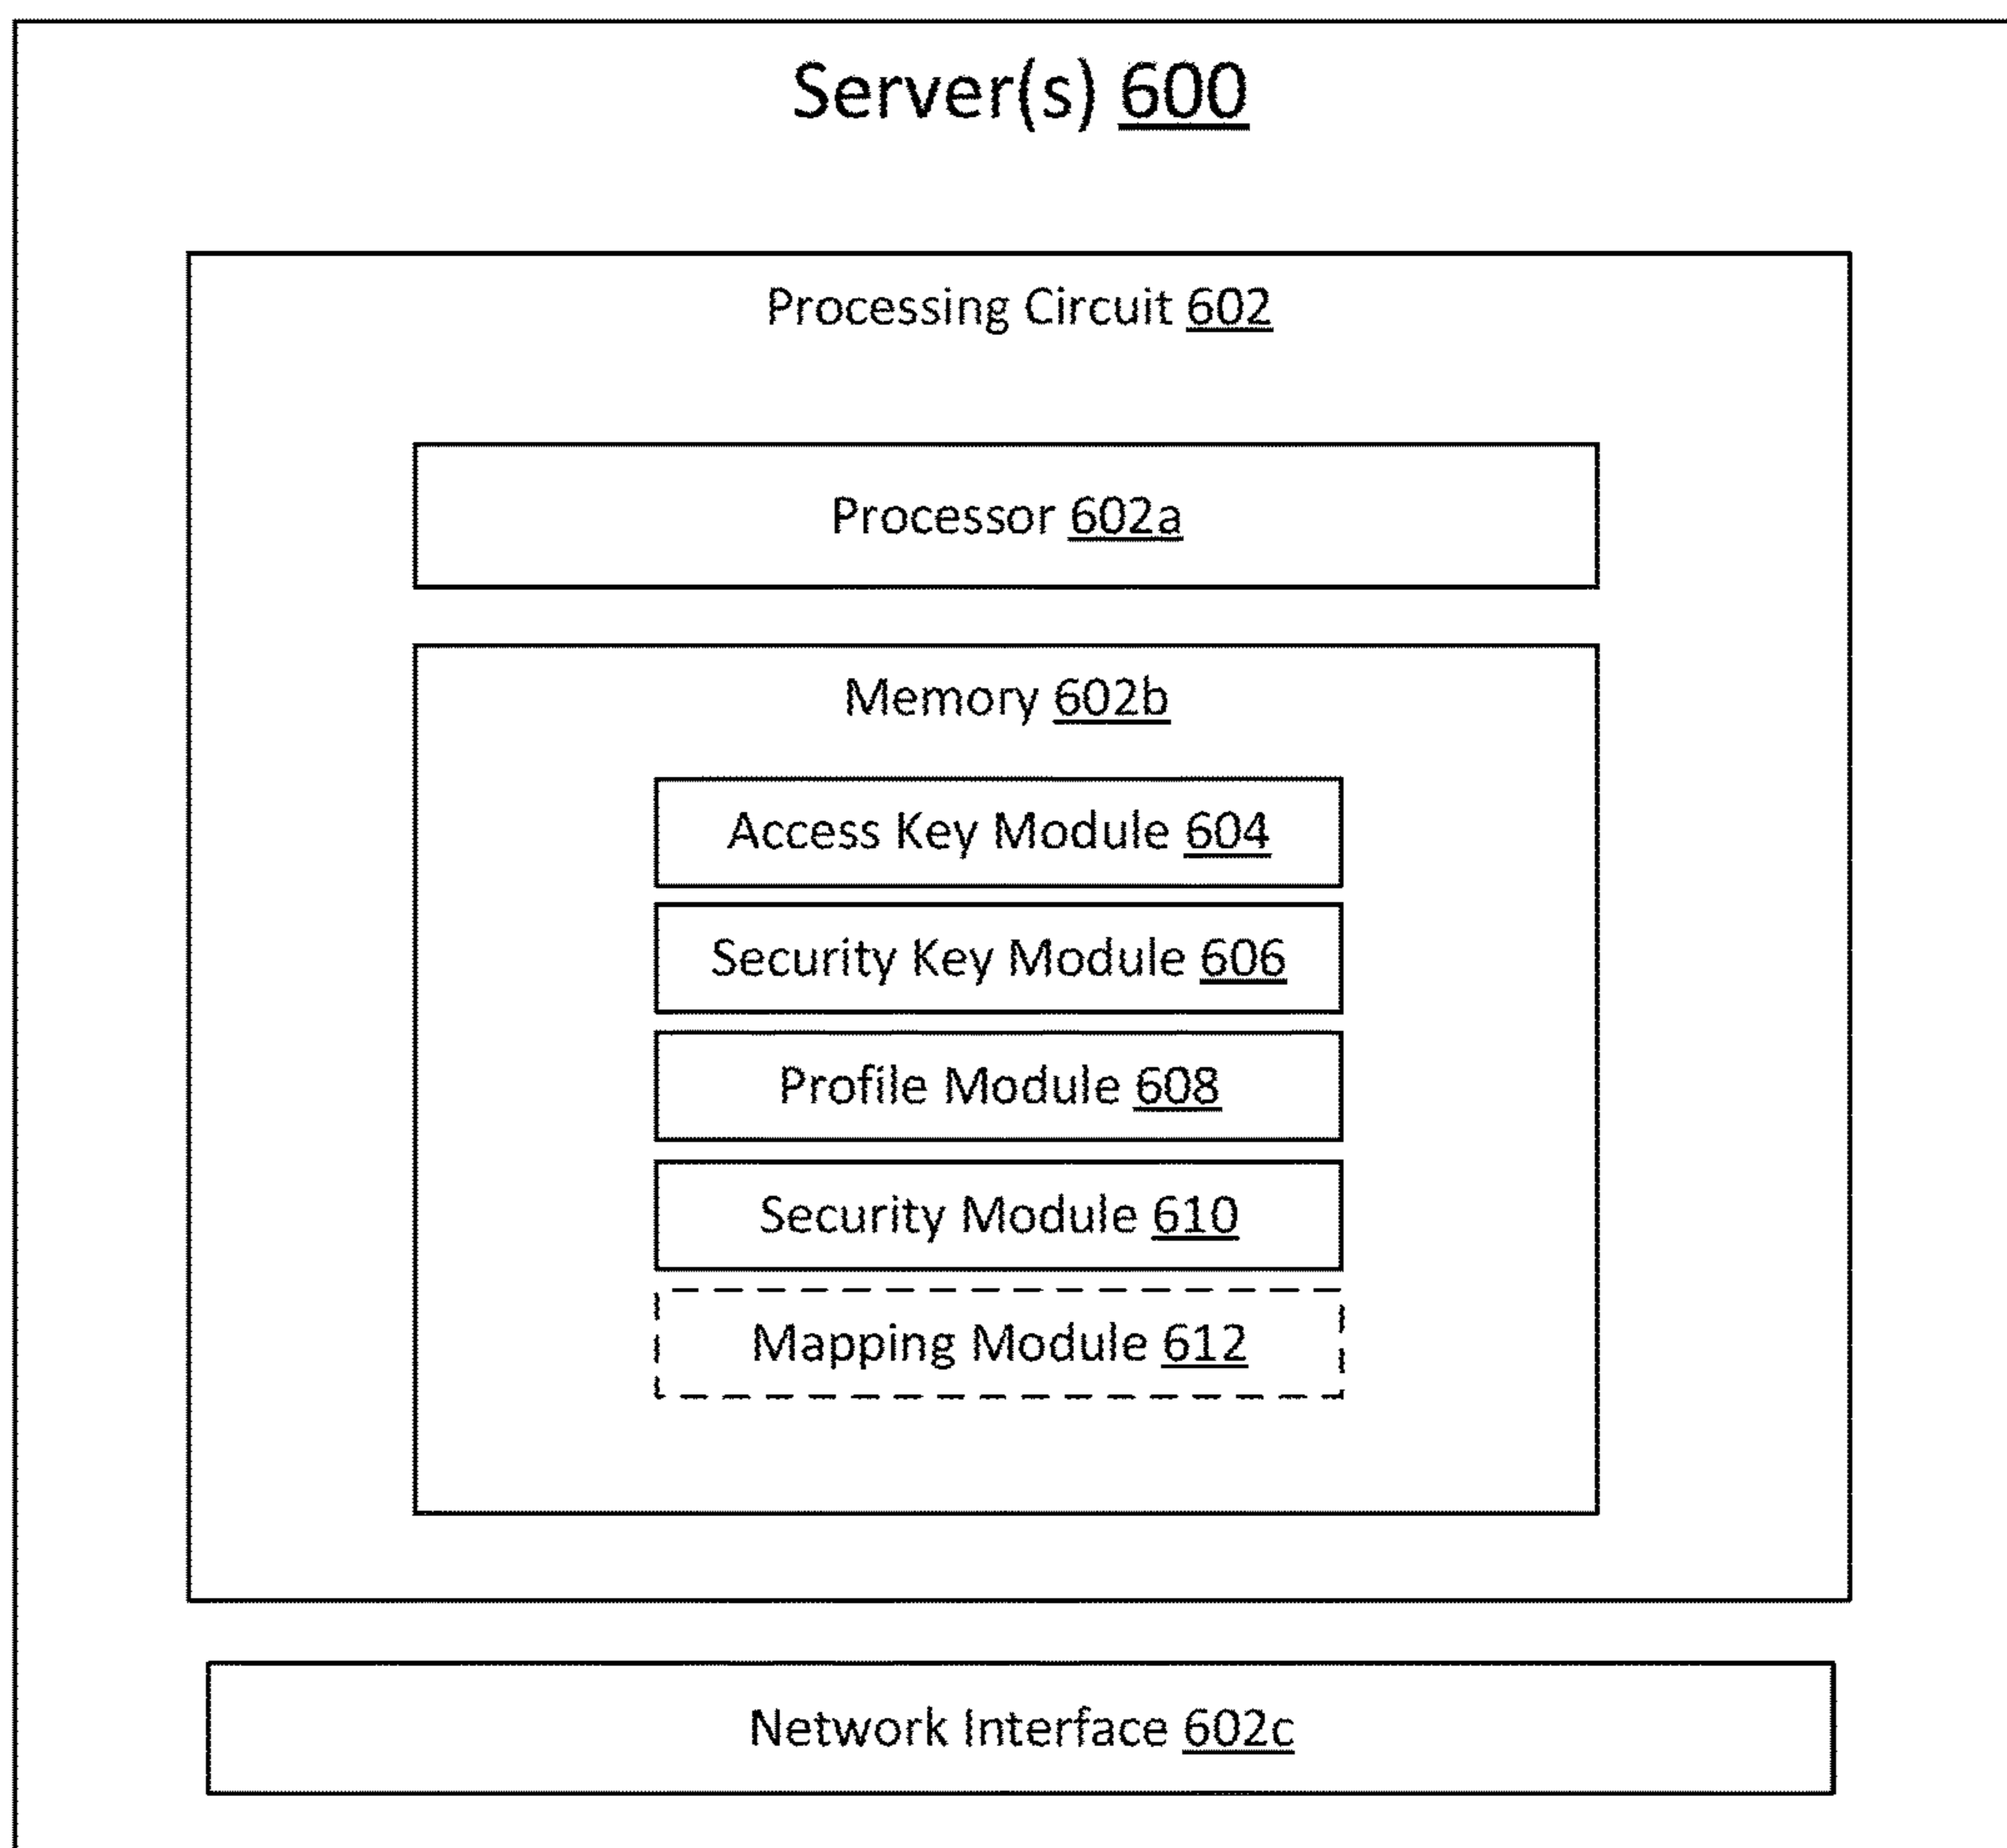 Server(s) 600
Processing Circuit 602
Processor 602a
Memory 602b
Access Key Module 604
Security Key Module 606
Profile Module 608
Security Module 610
Mapping Module 612
Network Interface 602c